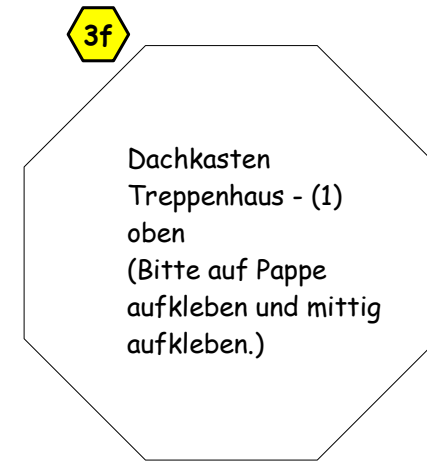 3f
Dachkasten
Treppenhaus - (1)
oben
(Bitte auf Pappe
aufkleben und mittig
aufkleben.)